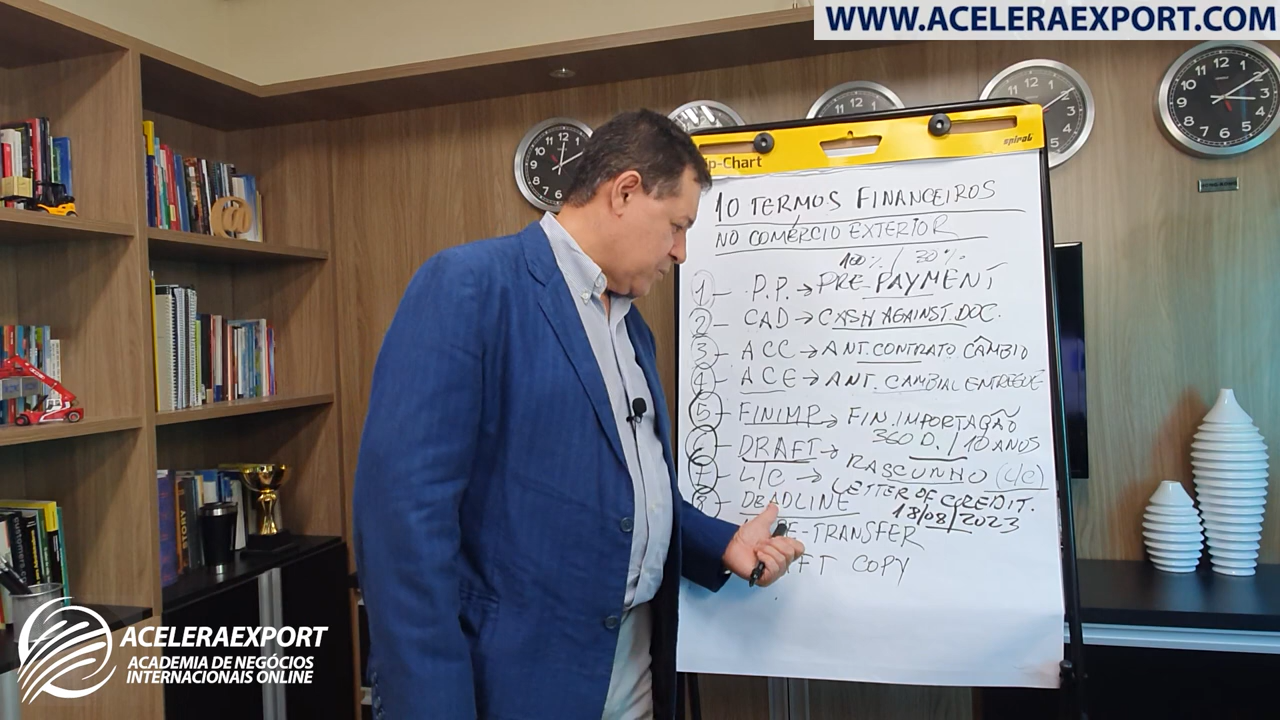 WWW.ACELERAEXPORT.COM
ip-Chart
spiral
10 TERMOS FINANCEIROS
NO COMÉRCIO EXTERIOR
100% / 30%
1 - P.P. → PRE PAYMENT
2 - CAD → CASH AGAINST DOC.
3 - ACC → ANT. CONTRATO CÂMBIO
4 - ACE → ANT. CAMBIAL ENTREGUE
5 - FINIMP → FIN. IMPORTAÇÃO
360 D. / 10 ANOS
6 - DRAFT → RASCUNHO (L/C)
7 - L/C → LETTER OF CREDIT.
8 - DEADLINE 18/08/2023
E-TRANSFER
FT COPY
ACELERAEXPORT
ACADEMIA DE NEGÓCIOS
INTERNACIONAIS ONLINE